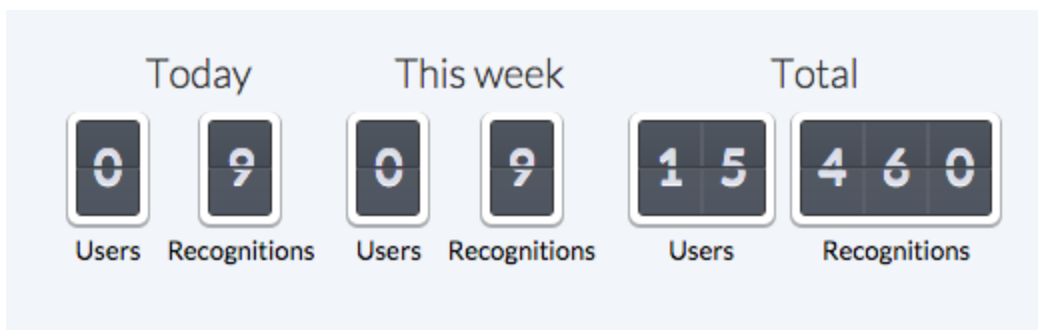 Today This week Total
0 9 0 9 15 460
Users Recognitions Users Recognitions Users Recognitions